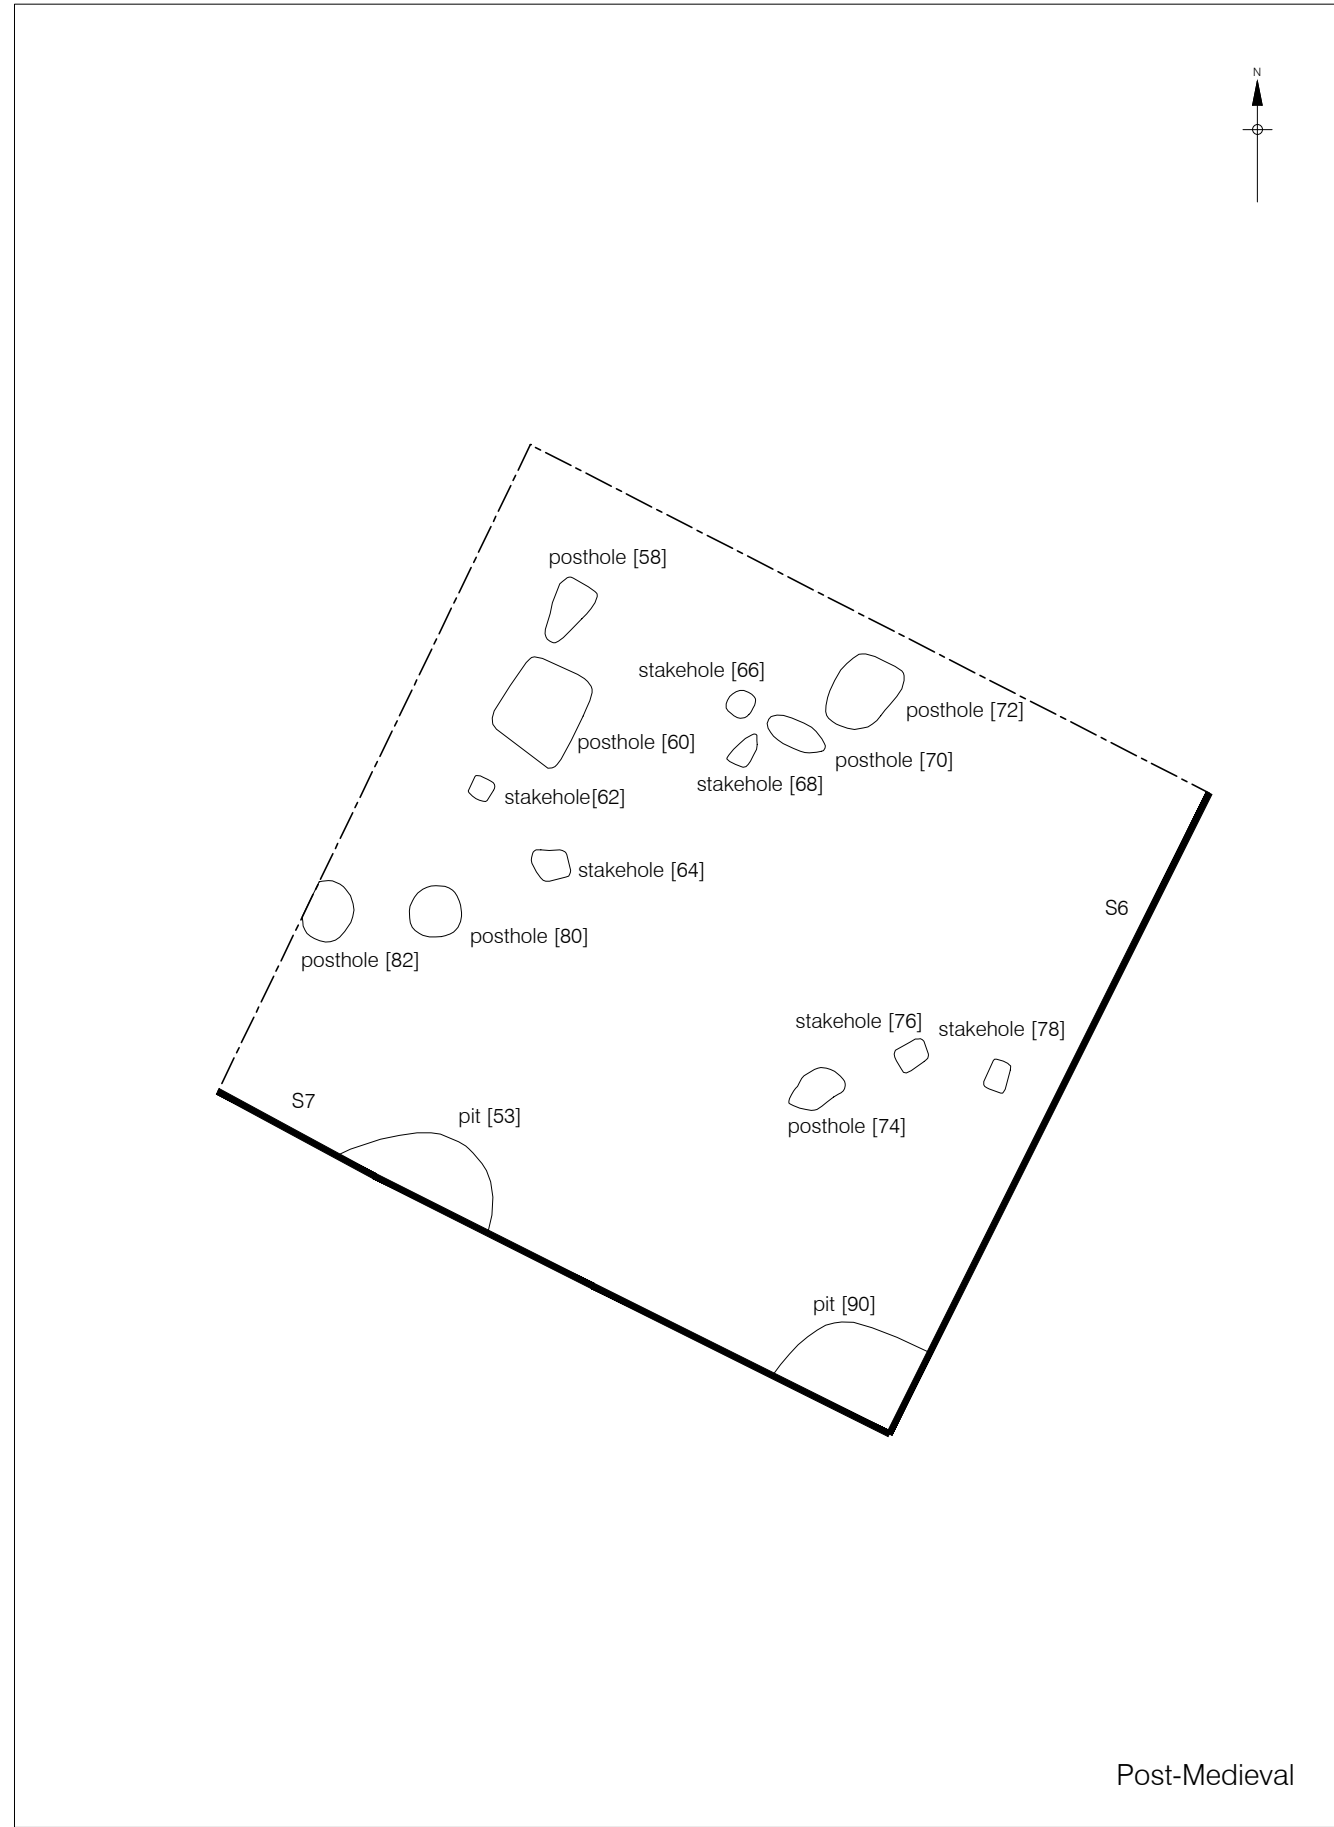 N
posthole [58]
stakehole [66]
posthole [72]
posthole [60]
posthole [70]
stakehole [68]
stakehole[62]
stakehole [64]
S6
posthole [80]
posthole [82]
stakehole [76]
stakehole [78]
S7
pit [53]
posthole [74]
pit [90]
Post-Medieval